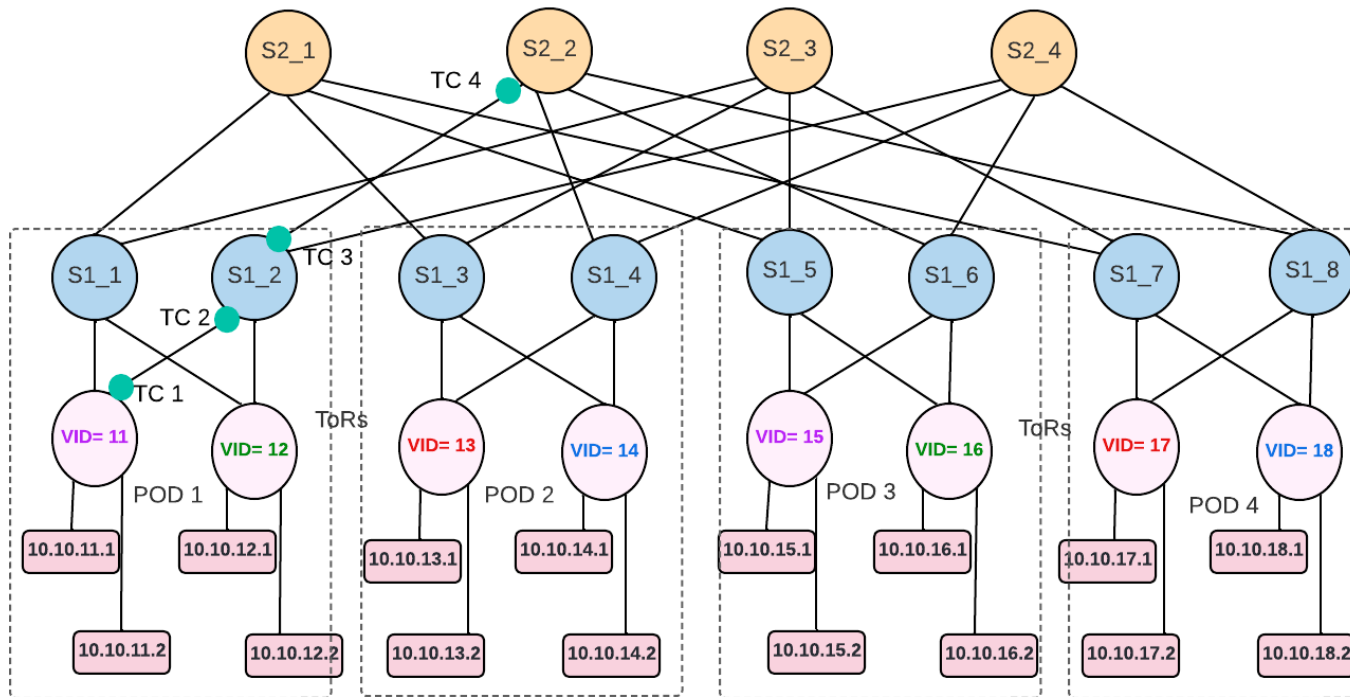 S2_1
S2_2
S2_3
S2_4
TC 4
S1_1
S1_2
TC 3
S1_3
S1_4
S1_5
S1_6
S1_7
S1_8
TC 2
TC 1
ToRs
ToRs
VID= 11
VID= 12
VID= 13
VID= 14
VID= 15
VID= 16
VID= 17
VID= 18
POD 1
POD 2
POD 3
POD 4
10.10.11.1
10.10.12.1
10.10.13.1
10.10.14.1
10.10.15.1
10.10.16.1
10.10.17.1
10.10.18.1
10.10.11.2
10.10.12.2
10.10.13.2
10.10.14.2
10.10.15.2
10.10.16.2
10.10.17.2
10.10.18.2